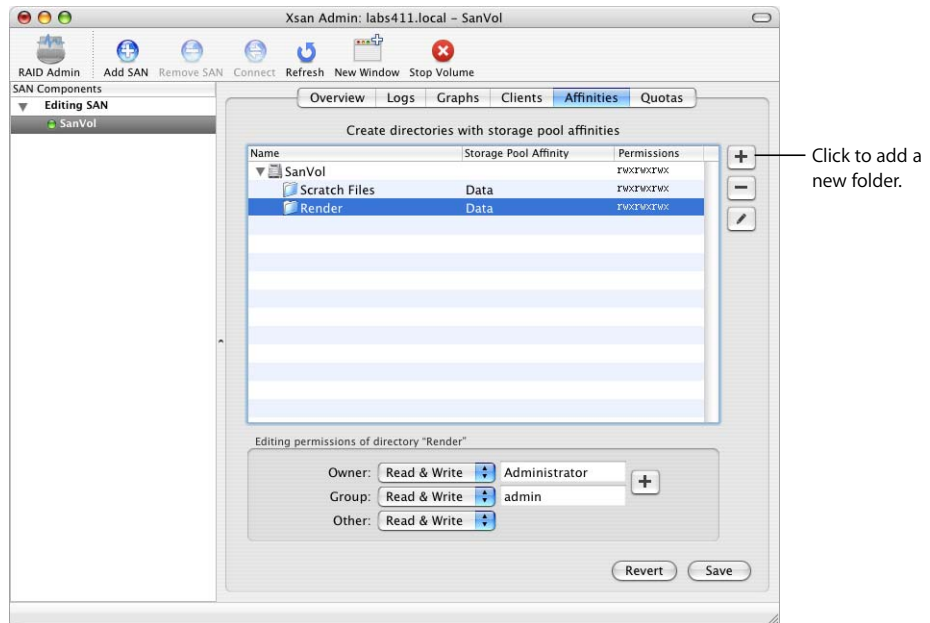 Xsan Admin: labs411.local – SanVol
RAID Admin Add SAN Remove SAN Connect Refresh New Window Stop Volume
SAN Components
Editing SAN
SanVol
Overview Logs Graphs Clients Affinities Quotas
Create directories with storage pool affinities
Name Storage Pool Affinity Permissions
SanVol rwxrwxrwx
Scratch Files Data rwxrwxrwx
Render Data rwxrwxrwx
Click to add a
new folder.
Editing permissions of directory “Render”
Owner: Read & Write Administrator
Group: Read & Write admin
Other: Read & Write
Revert Save